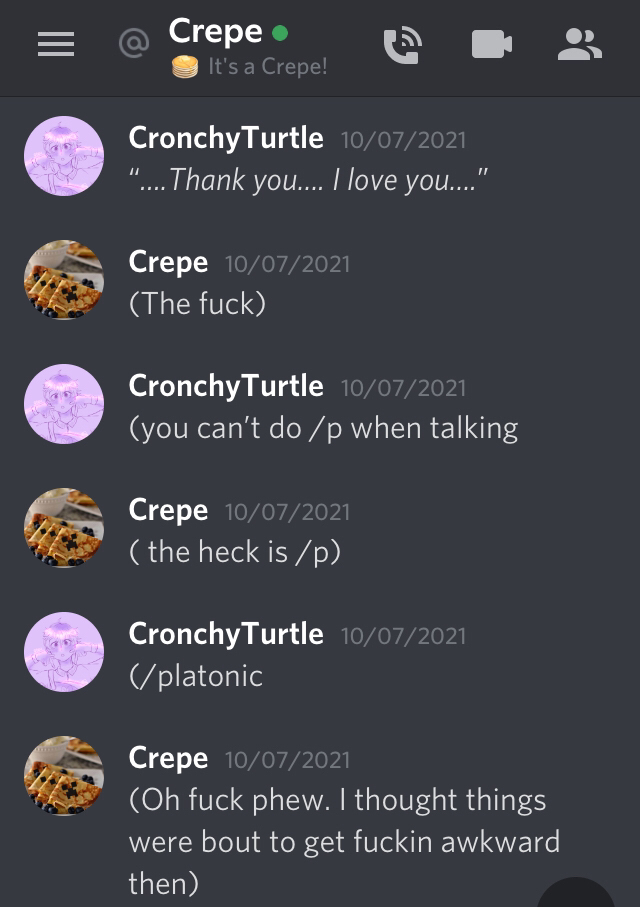 @ Crepe
It's a Crepe!
CronchyTurtle 10/07/2021
“....Thank you.... I love you....”
Crepe 10/07/2021
(The fuck)
CronchyTurtle 10/07/2021
(you can’t do /p when talking
Crepe 10/07/2021
( the heck is /p)
CronchyTurtle 10/07/2021
(/platonic
Crepe 10/07/2021
(Oh fuck phew. I thought things
were bout to get fuckin awkward
then)